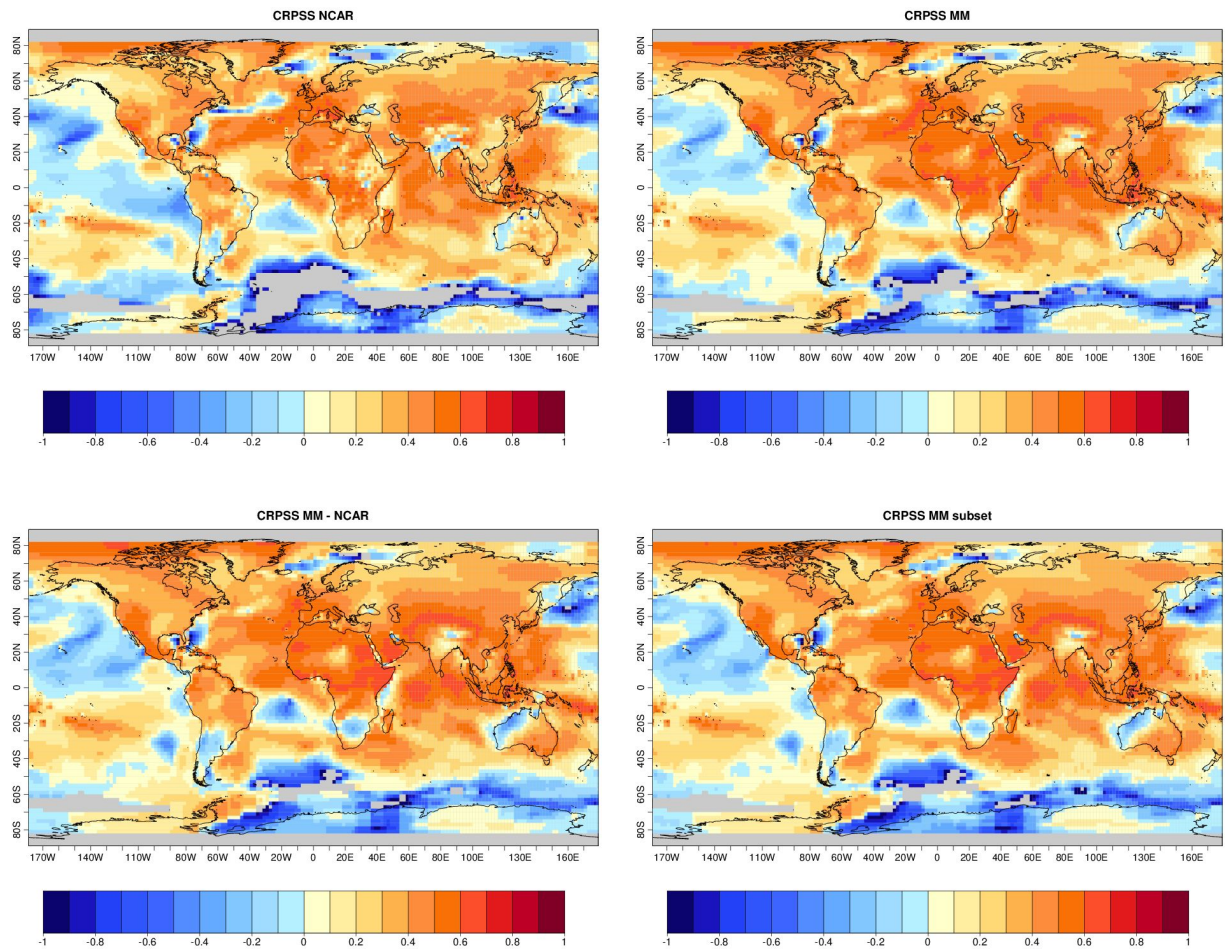 CRPSS NCAR
80N
60N
40N
20N
0
20S
40S
60S
80S
170W 140W 110W 80W 60W 40W 20W 0 20E 40E 60E 80E 100E 130E 160E
-1 -0.8 -0.6 -0.4 -0.2 0 0.2 0.4 0.6 0.8 1
CRPSS MM
80N
60N
40N
20N
0
20S
40S
60S
80S
170W 140W 110W 80W 60W 40W 20W 0 20E 40E 60E 80E 100E 130E 160E
-1 -0.8 -0.6 -0.4 -0.2 0 0.2 0.4 0.6 0.8 1
CRPSS MM - NCAR
80N
60N
40N
20N
0
20S
40S
60S
80S
170W 140W 110W 80W 60W 40W 20W 0 20E 40E 60E 80E 100E 130E 160E
-1 -0.8 -0.6 -0.4 -0.2 0 0.2 0.4 0.6 0.8 1
CRPSS MM subset
80N
60N
40N
20N
0
20S
40S
60S
80S
170W 140W 110W 80W 60W 40W 20W 0 20E 40E 60E 80E 100E 130E 160E
-1 -0.8 -0.6 -0.4 -0.2 0 0.2 0.4 0.6 0.8 1